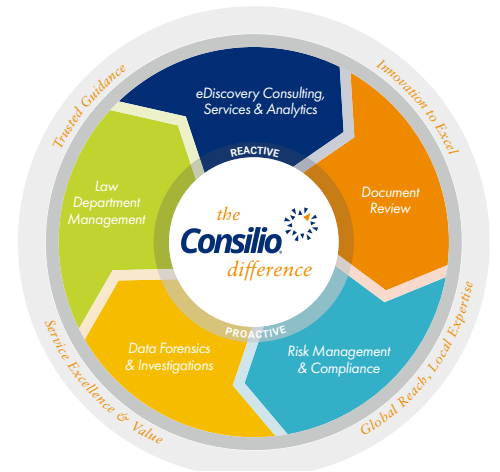 Trusted Guidance
Innovation to Excel
eDiscovery Consulting,
Services & Analytics
REACTIVE
Law
Department
Management
Document
Review
the
Consilio
difference
PROACTIVE
Data Forensics
& Investigations
Risk Management
& Compliance
Service Excellence & Value
Global Reach, Local Expertise